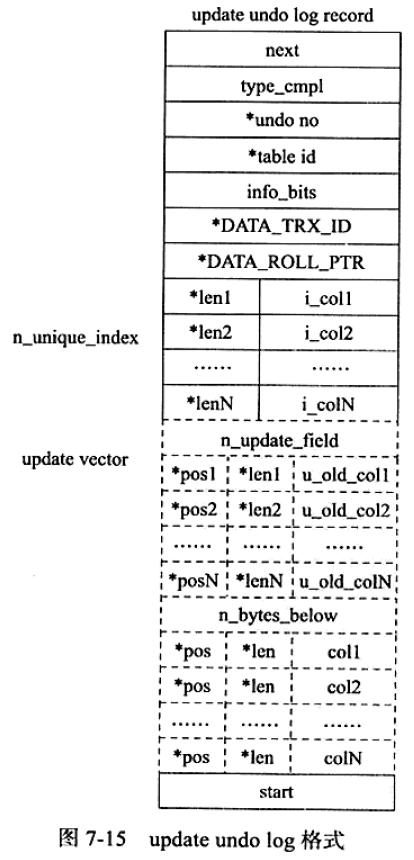 update undo log record
next
type_cmpl
*undo no
*table id
info_bits
*DATA_TRX_ID
*DATA_ROLL_PTR
*len1 i_col1
n_unique_index *len2 i_col2
...... ......
*lenN i_colN
n_update_field
update vector *pos1 *len1 u_old_col1
*pos2 *len2 u_old_col2
...... ...... ......
*posN *lenN u_old_colN
n_bytes_below
*pos *len col1
*pos *len col2
...... ...... ......
*pos *len colN
start
图 7-15 update undo log 格式